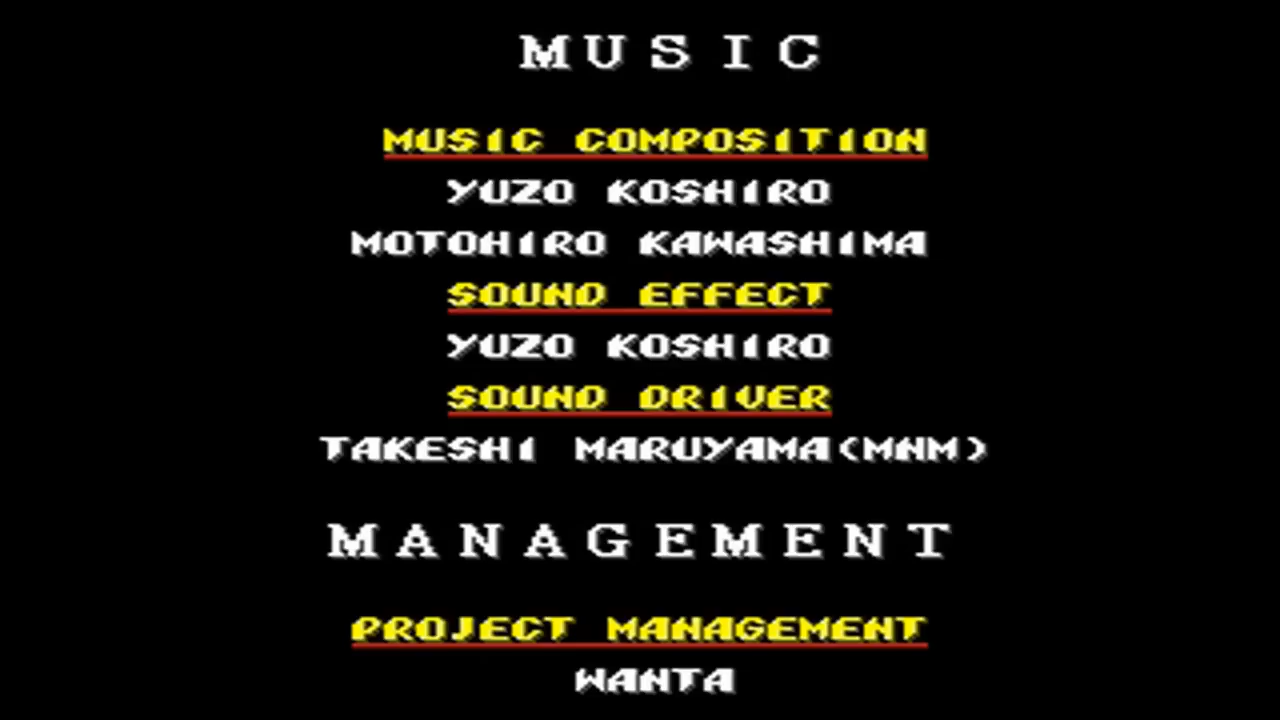 MUSIC
MUSIC COMPOSITION
YUZO KOSHIRO
MOTOHIRO KAWASHIMA
SOUND EFFECT
YUZO KOSHIRO
SOUND DRIVER
TAKESHI MARUYAMA(MNM)
MANAGEMENT
PROJECT MANAGEMENT
WANTA